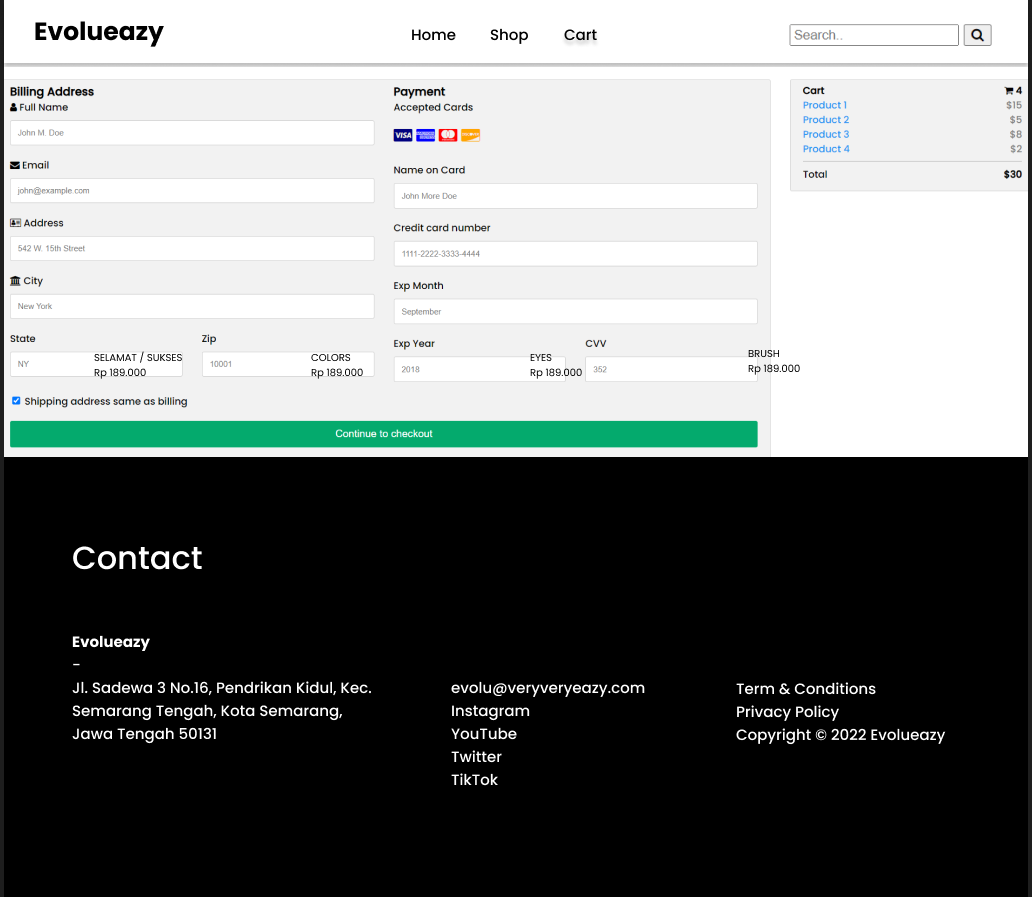 Evolueazy
Home
Shop
Cart
Search..
Billing Address
Full Name
John M. Doe
Email
john@example.com
Address
542 W. 15th Street
City
New York
State
Zip
NY
10001
SELAMAT / SUKSES
Rp 189.000
COLORS
Rp 189.000
Payment
Accepted Cards
VISA
Name on Card
John More Doe
Credit card number
1111-2222-3333-4444
Exp Month
September
Exp Year
CVV
2018
352
EYES
Rp 189.000
BRUSH
Rp 189.000
Shipping address same as billing
Continue to checkout
Cart 4
Product 1 $15
Product 2 $5
Product 3 $8
Product 4 $2
Total $30
Contact
Evolueazy
-
Jl. Sadewa 3 No.16, Pendrikan Kidul, Kec.
Semarang Tengah, Kota Semarang,
Jawa Tengah 50131
evolu@veryveryeazy.com
Instagram
YouTube
Twitter
TikTok
Term & Conditions
Privacy Policy
Copyright © 2022 Evolueazy